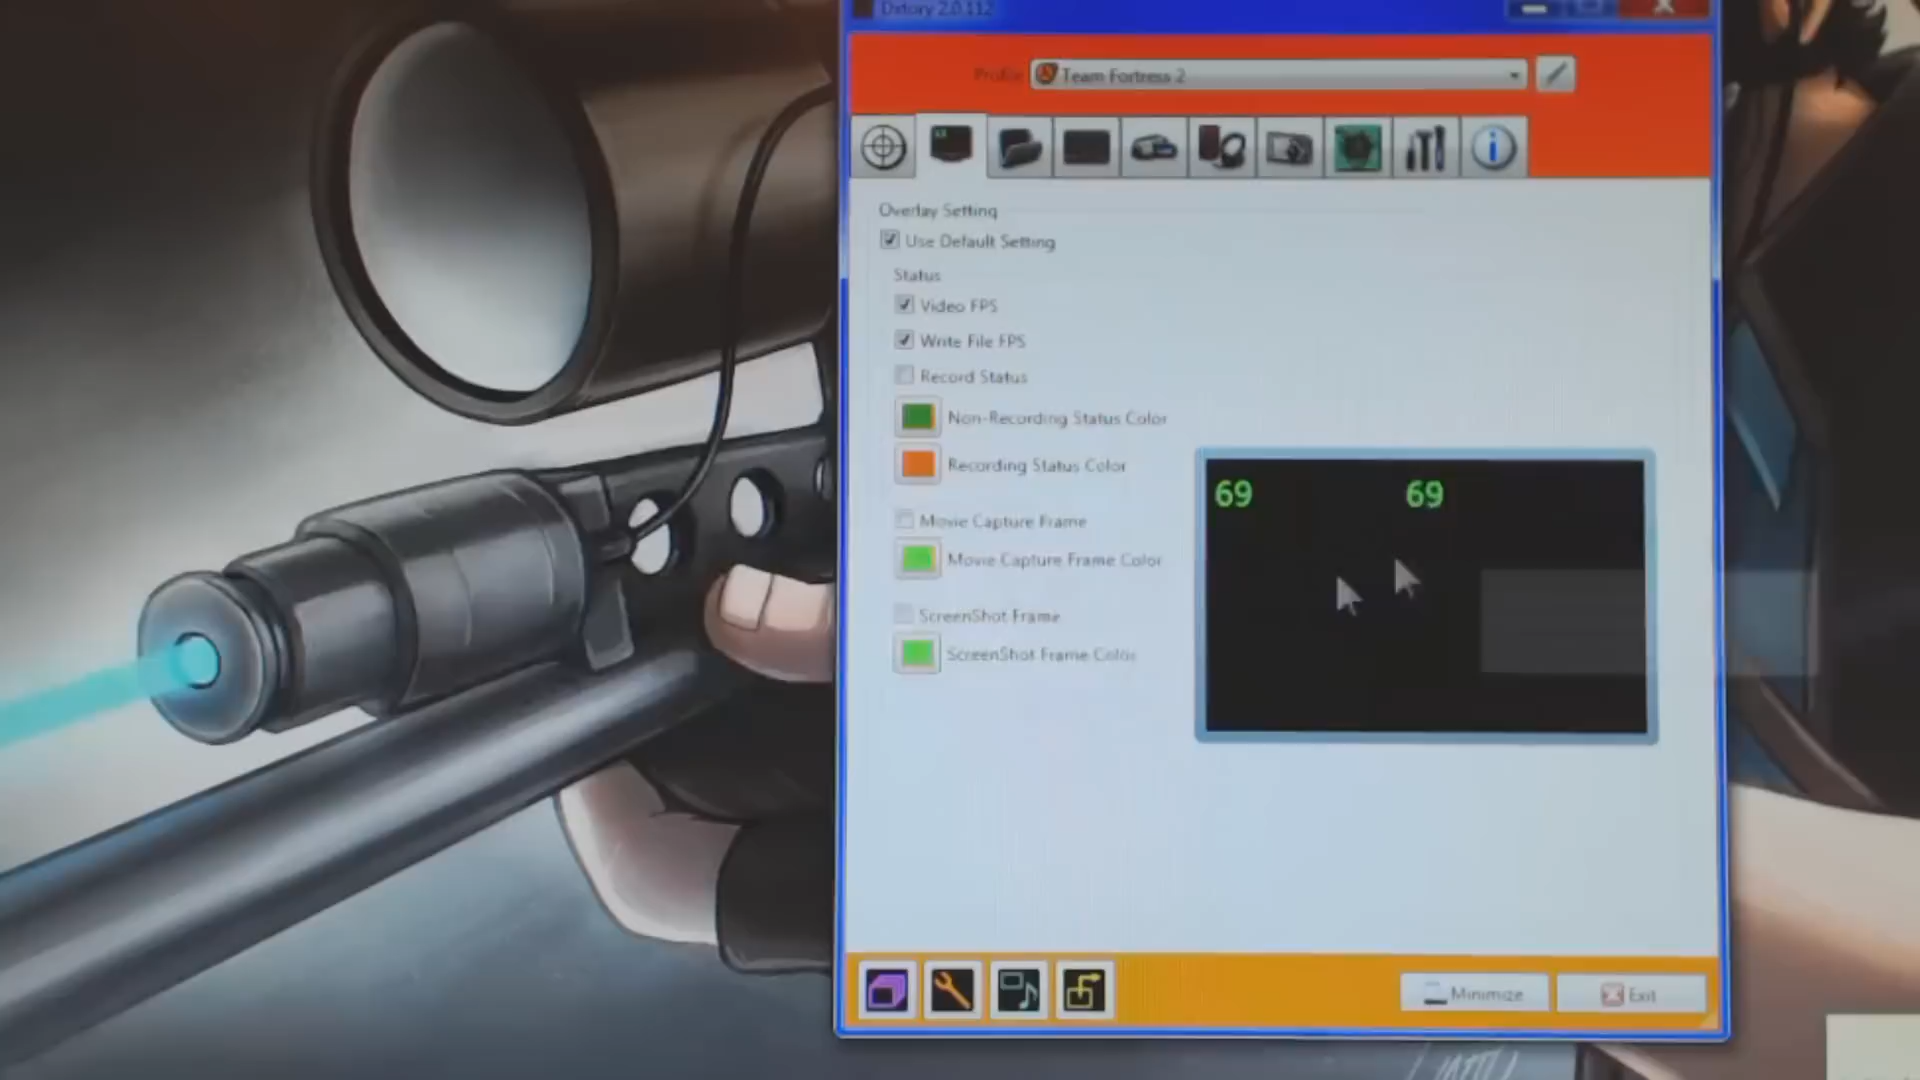 Dxtory 2.0.112
Profile
Team Fortress 2
Overlay Setting
Use Default Setting
Status
Video FPS
Write File FPS
Record Status
Non-Recording Status Color
Recording Status Color
Movie Capture Frame
Movie Capture Frame Color
ScreenShot Frame
ScreenShot Frame Color
69 69
Minimize
Exit